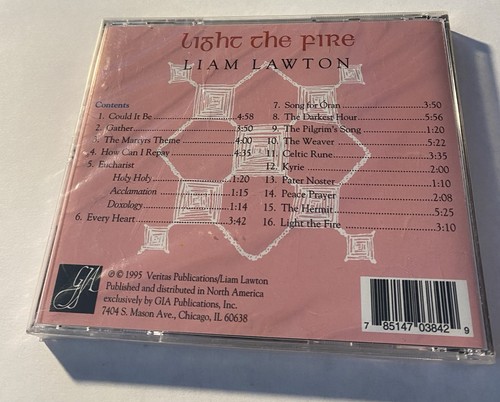 Light the Fire
LIAM LAWTON
Contents
1. Could It Be 4:58
2. Gather 3:50
3. The Martyrs Theme 4:00
4. How Can I Repay 4:35
5. Eucharist
Holy Holy 1:20
Acclamation 1:15
Doxology 1:14
6. Every Heart 3:42
7. Song for Oran 3:50
8. The Darkest Hour 5:56
9. The Pilgrim's Song 1:20
10. The Weaver 5:22
11. Celtic Rune 3:35
12. Kyrie 2:00
13. Pater Noster 1:10
14. Peace Prayer 2:08
15. The Hermit 5:25
16. Light the Fire 3:10
GIA
℗ © 1995 Veritas Publications/Liam Lawton
Published and distributed in North America
exclusively by GIA Publications, Inc.
7404 S. Mason Ave., Chicago, IL 60638
7 85147 03842 9